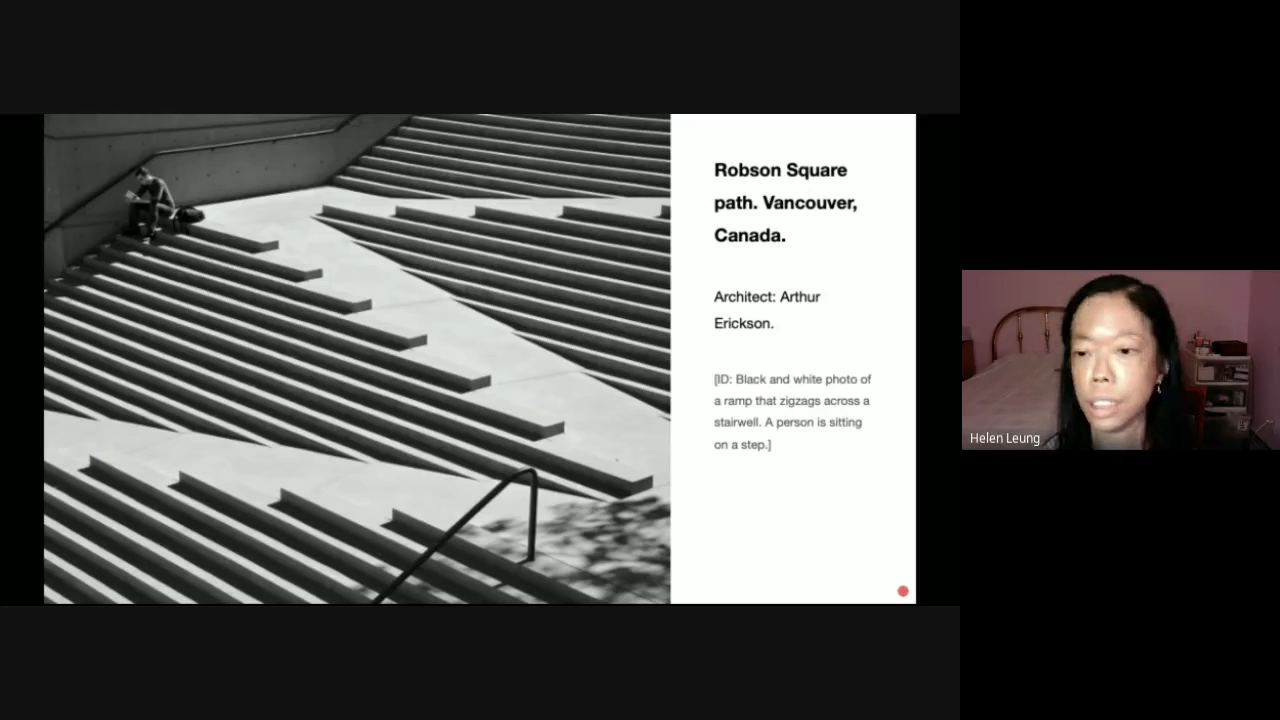 Robson Square
path. Vancouver,
Canada.
Architect: Arthur
Erickson.
[ID: Black and white photo of
a ramp that zigzags across a
stairwell. A person is sitting
on a step.]
Helen Leung